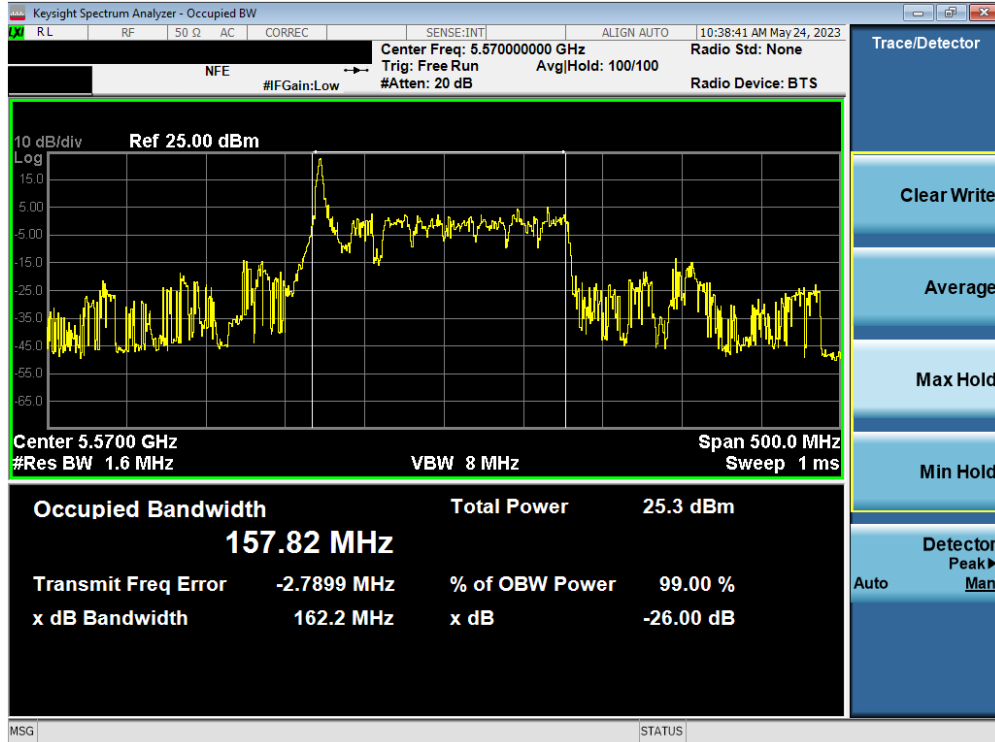 Keysight Spectrum Analyzer - Occupied BW
LXI RL RF 50 Ω AC CORREC SENSE:INT ALIGN AUTO 10:38:41 AM May 24, 2023
Center Freq: 5.570000000 GHz Radio Std: None
NFE Trig: Free Run Avg|Hold: 100/100
#IFGain:Low #Atten: 20 dB Radio Device: BTS
10 dB/div Ref 25.00 dBm
Log
15.0
5.00
-5.00
-15.0
-25.0
-35.0
-45.0
-55.0
-65.0
Center 5.5700 GHz Span 500.0 MHz
#Res BW 1.6 MHz VBW 8 MHz Sweep 1 ms
Occupied Bandwidth Total Power 25.3 dBm
157.82 MHz
Transmit Freq Error -2.7899 MHz % of OBW Power 99.00 %
x dB Bandwidth 162.2 MHz x dB -26.00 dB
MSG STATUS
Trace/Detector
Clear Write
Average
Max Hold
Min Hold
Detector
Peak▶
Auto Man